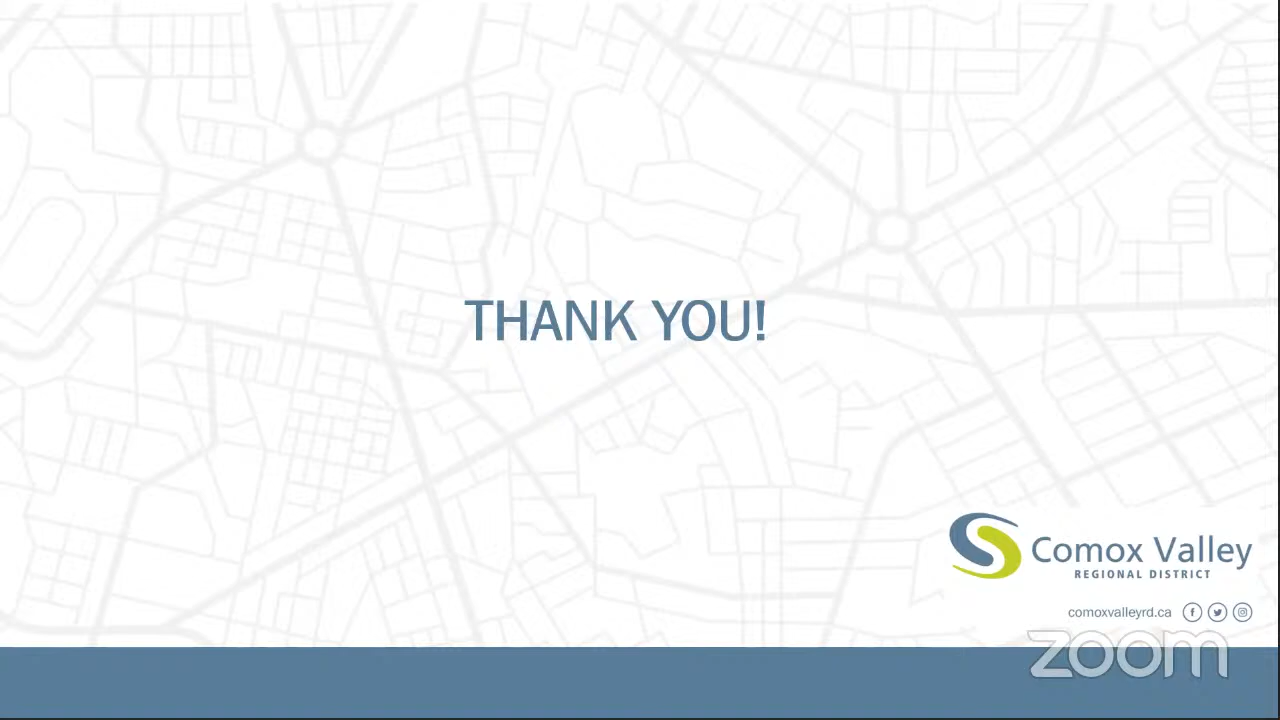 THANK YOU!
Comox Valley
REGIONAL DISTRICT
comoxvalleyrd.ca
zoom